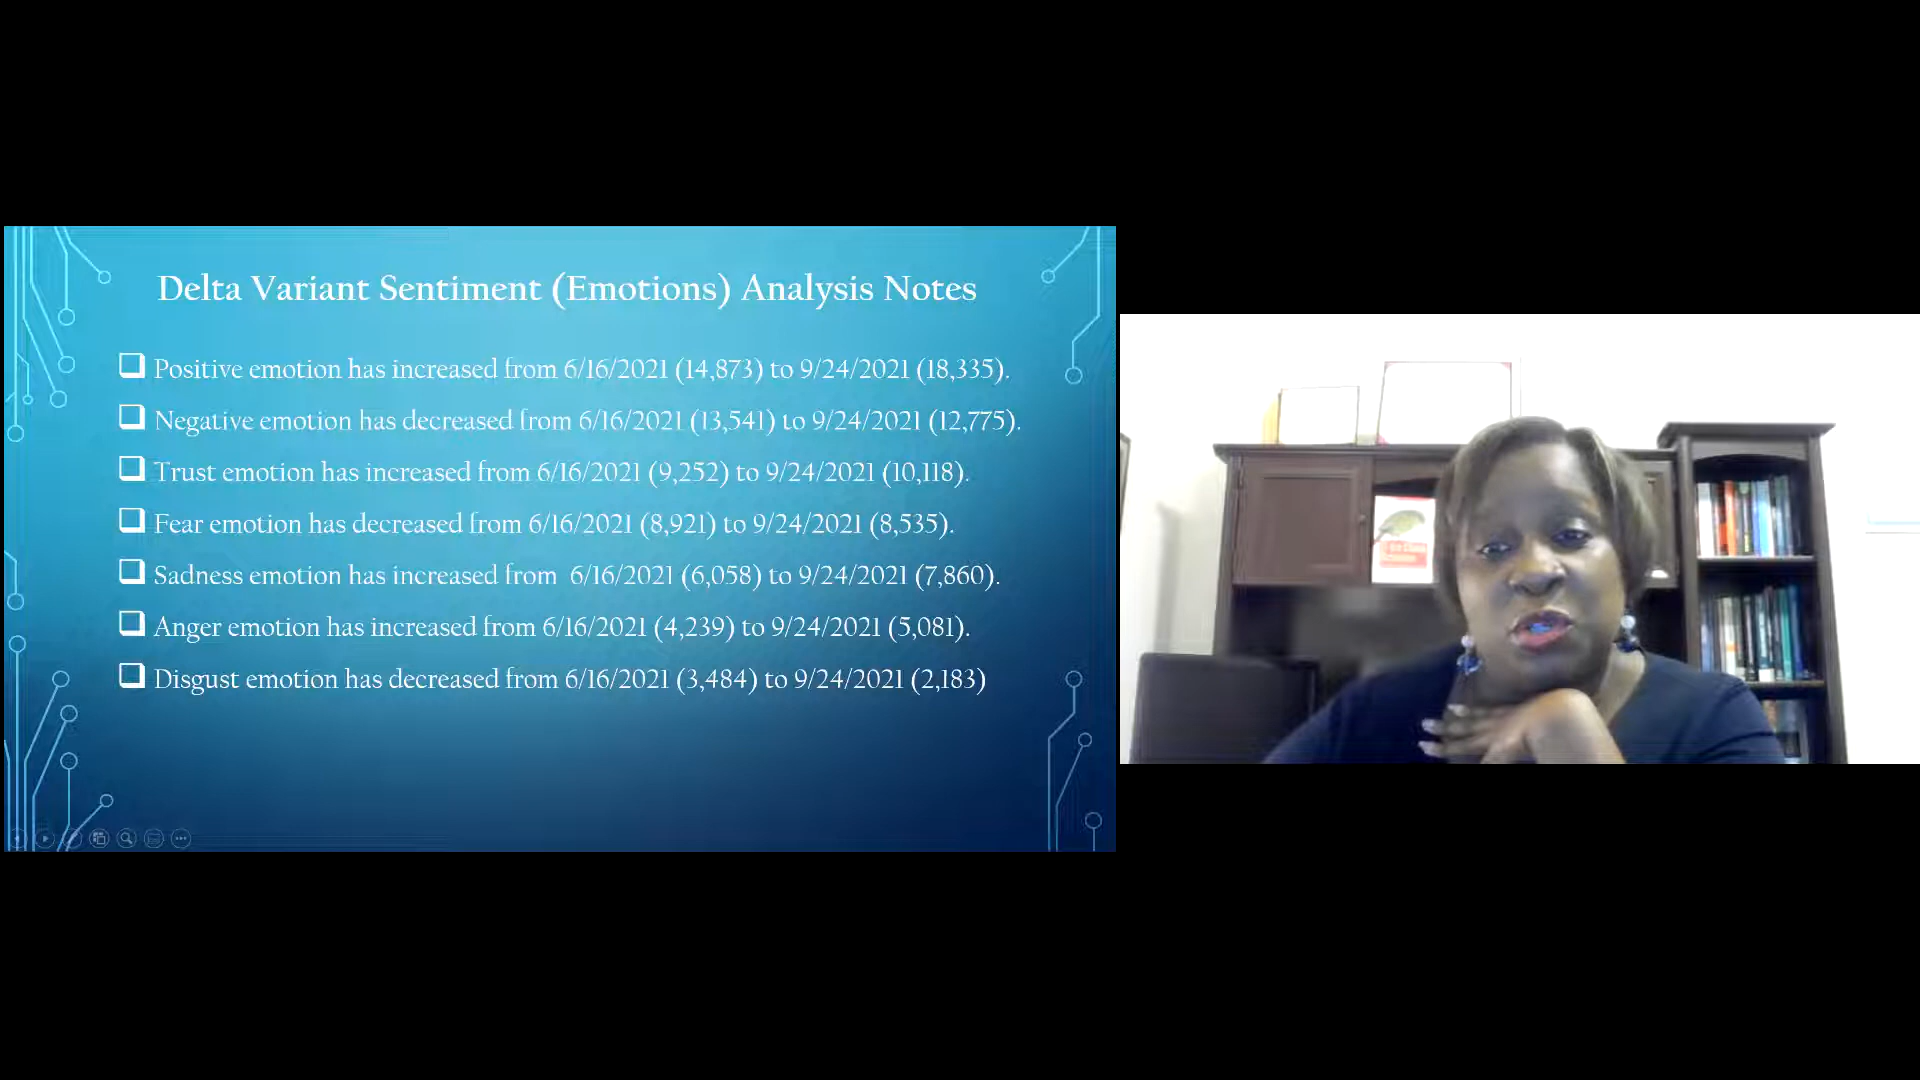 Delta Variant Sentiment (Emotions) Analysis Notes
Positive emotion has increased from 6/16/2021 (14,873) to 9/24/2021 (18,335).
Negative emotion has decreased from 6/16/2021 (13,541) to 9/24/2021 (12,775).
Trust emotion has increased from 6/16/2021 (9,252) to 9/24/2021 (10,118).
Fear emotion has decreased from 6/16/2021 (8,921) to 9/24/2021 (8,535).
Sadness emotion has increased from 6/16/2021 (6,058) to 9/24/2021 (7,860).
Anger emotion has increased from 6/16/2021 (4,239) to 9/24/2021 (5,081).
Disgust emotion has decreased from 6/16/2021 (3,484) to 9/24/2021 (2,183)